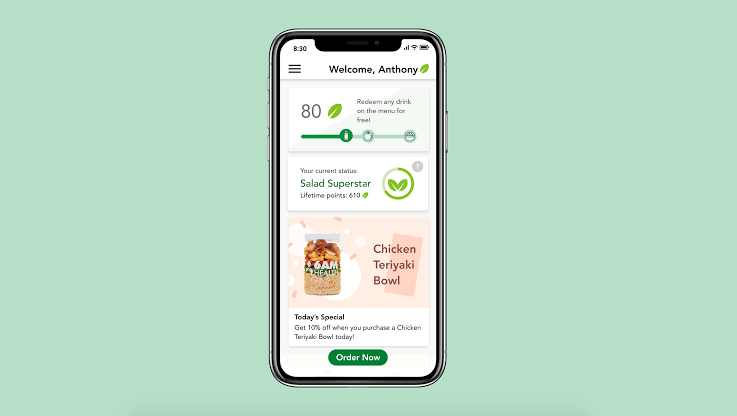 8:30
Welcome, Anthony
80
Redeem any drink
on the menu for
free!
?
Your current status:
Salad Superstar
Lifetime points: 610
6AM
HEALTH
Chicken
Teriyaki
Bowl
Today's Special
Get 10% off when you purchase a Chicken
Teriyaki Bowl today!
Order Now